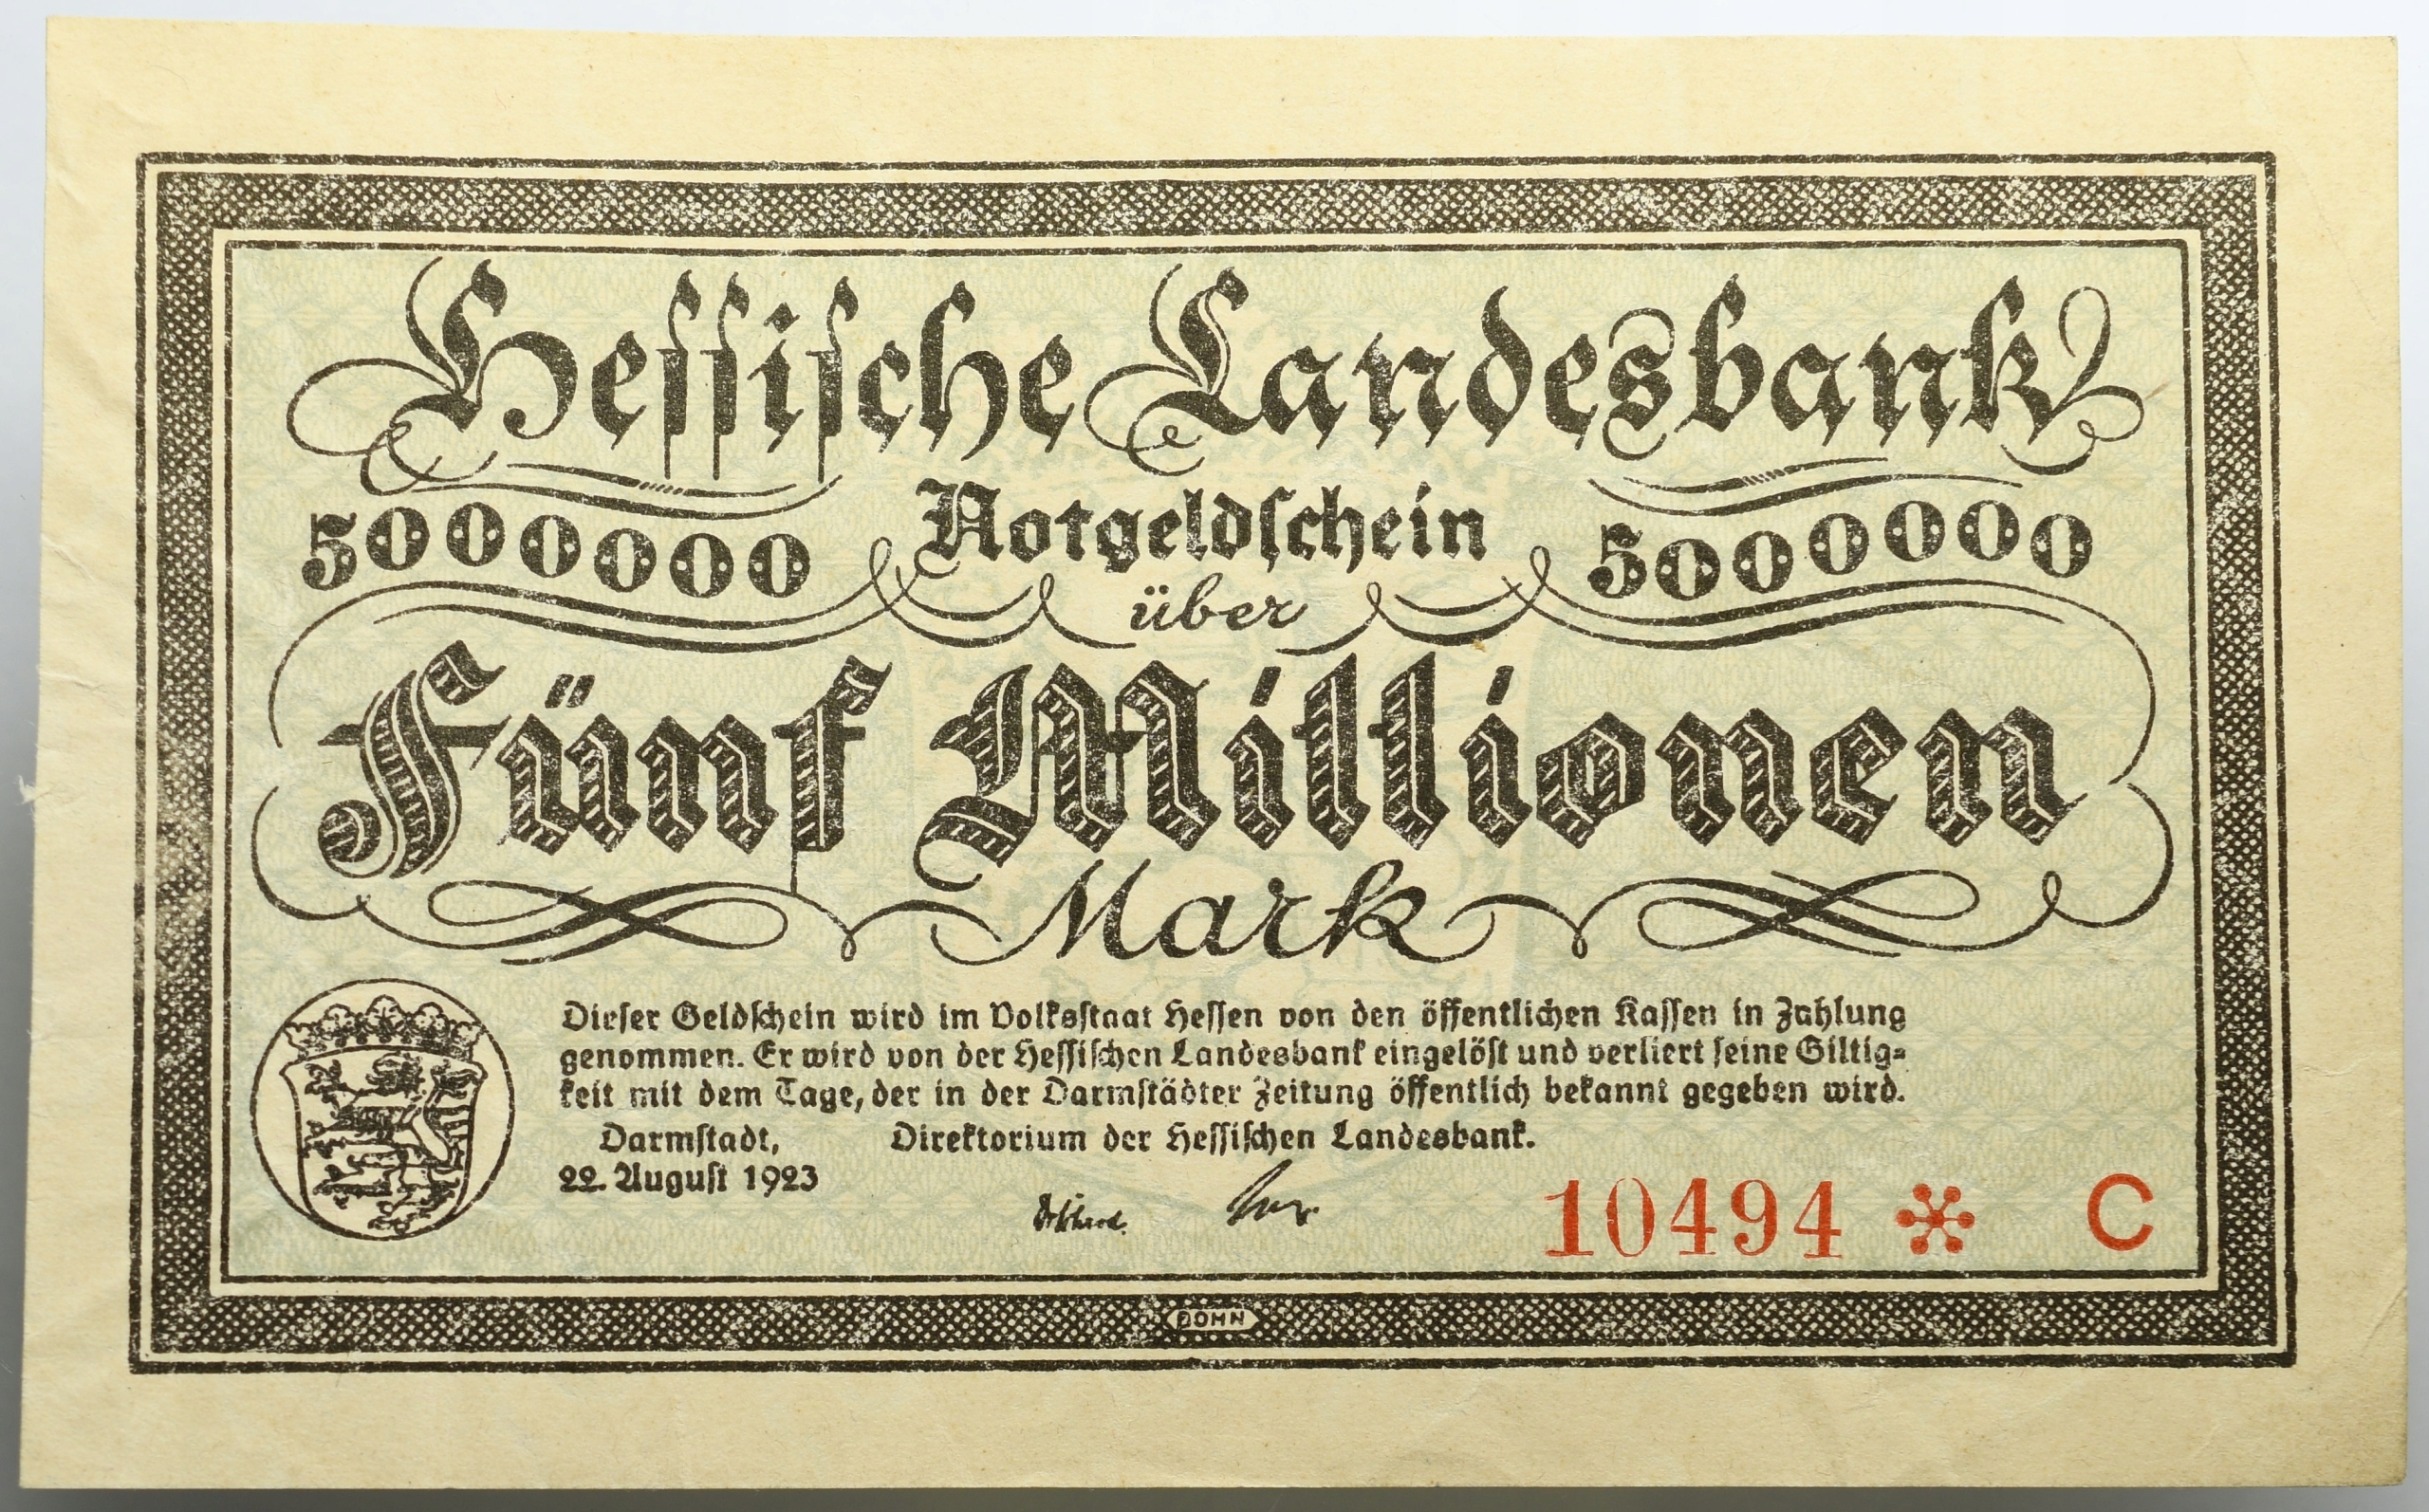 Hessische Landesbank
5000000 Notgeldschein 5000000
über
Fünf Millionen
Mark
Dieser Geldschein wird im Volksstaat Hessen von den öffentlichen Kassen in Zahlung
genommen. Er wird von der Hessischen Landesbank eingelöst und verliert seine Giltig-
keit mit dem Tage, der in der Darmstädter Zeitung öffentlich bekannt gegeben wird.
Darmstadt, Direktorium der Hessischen Landesbank.
22. August 1923
10494 * C
DOHN